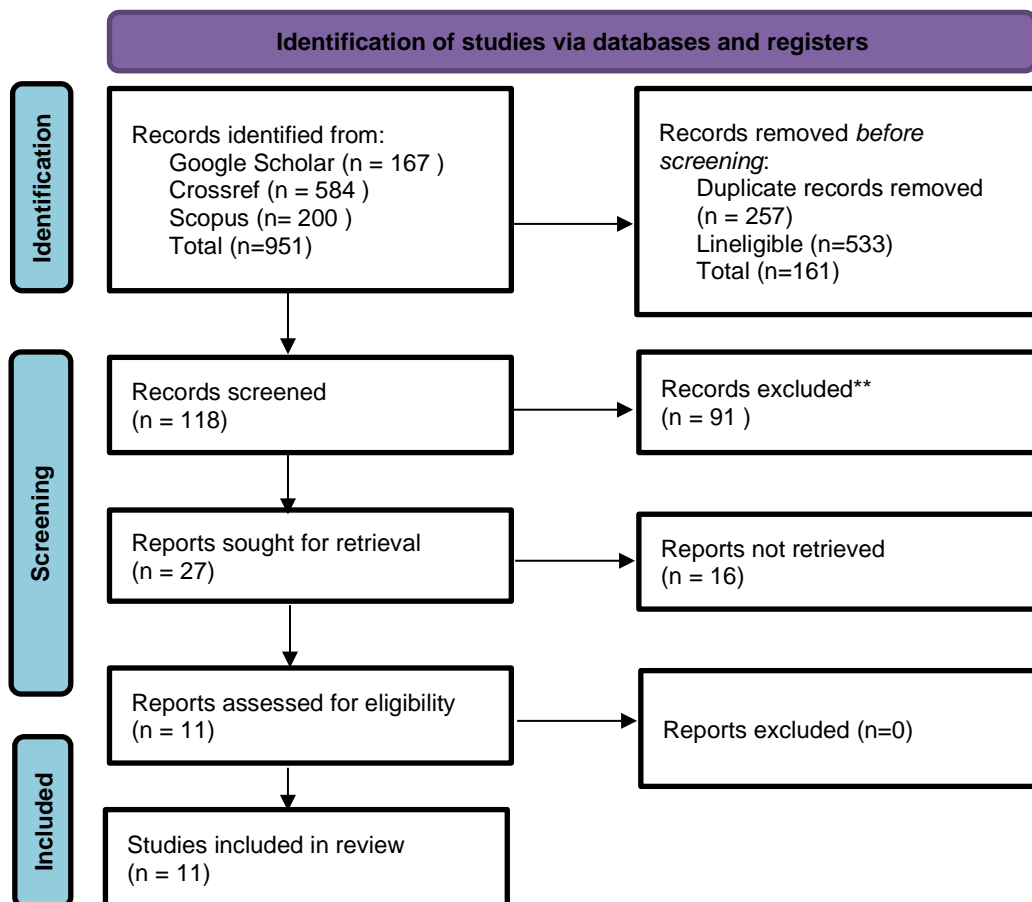 Identification of studies via databases and registers
Identification
Records identified from:
Google Scholar (n = 167 )
Crossref (n = 584 )
Scopus (n= 200 )
Total (n=951)
Records removed before
screening:
Duplicate records removed
(n = 257)
Lineligible (n=533)
Total (n=161)
Screening
Records screened
(n = 118)
Records excluded**
(n = 91 )
Reports sought for retrieval
(n = 27)
Reports not retrieved
(n = 16)
Reports assessed for eligibility
(n = 11)
Reports excluded (n=0)
Included
Studies included in review
(n = 11)